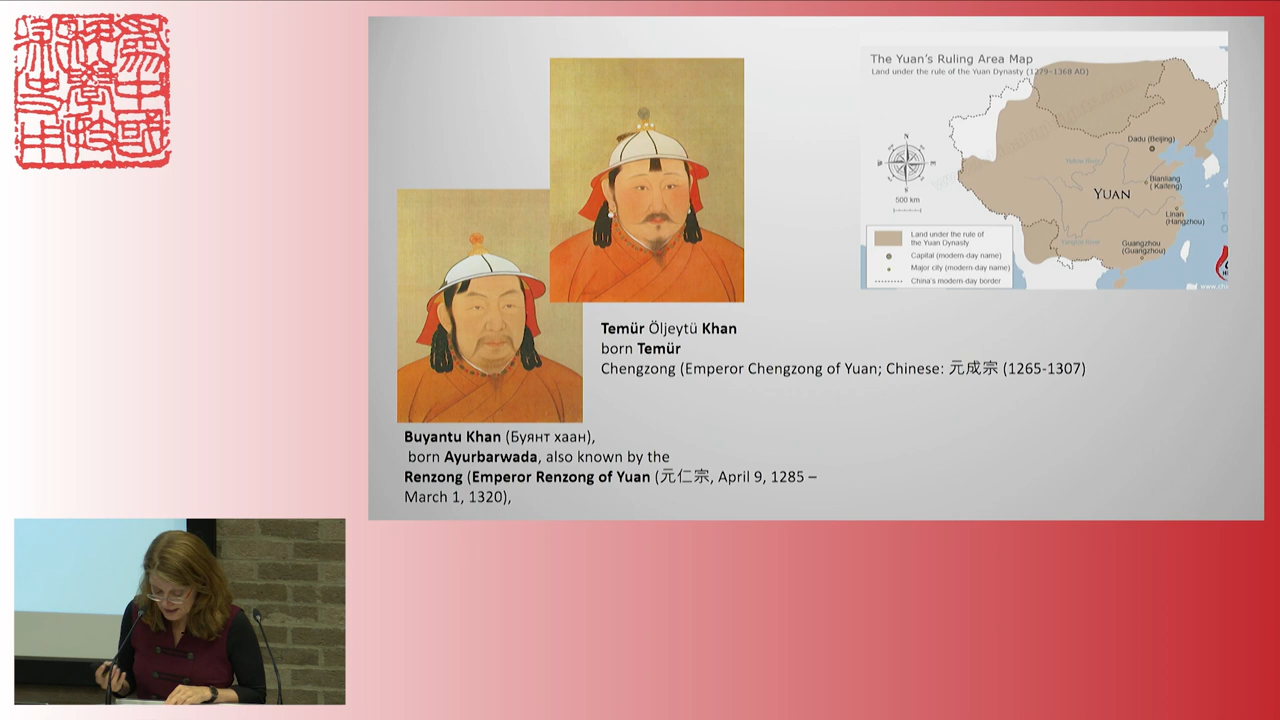 The Yuan's Ruling Area Map
Land under the rule of the Yuan Dynasty (1279-1368 AD)
N
W
E
S
500 km
Dadu (Beijing)
Yellow River
Bianliang
( Kaifeng)
YUAN
Linan
(Hangzhou)
Yangtze River
Guangzhou
(Guangzhou)
Land under the rule of
the Yuan Dynasty
Capital (modern-day name)
Major city (modern-day name)
China's modern-day border
Temür Öljeytü Khan
born Temür
Chengzong (Emperor Chengzong of Yuan; Chinese: 元成宗 (1265-1307)
Buyantu Khan (Буянт хаан),
born Ayurbarwada, also known by the
Renzong (Emperor Renzong of Yuan (元仁宗, April 9, 1285 –
March 1, 1320),